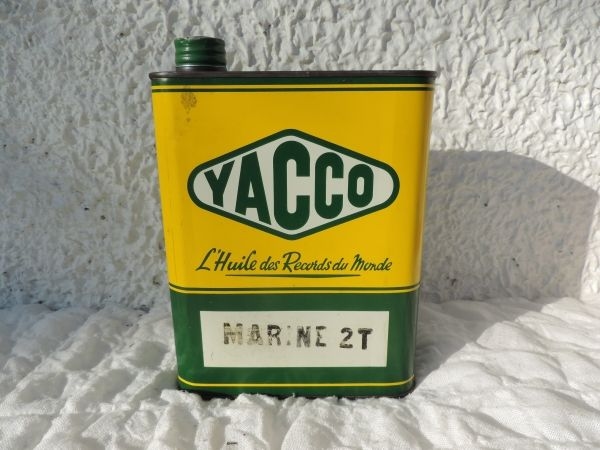 YACCO
L'Huile des Records du Monde
MARINE 2T